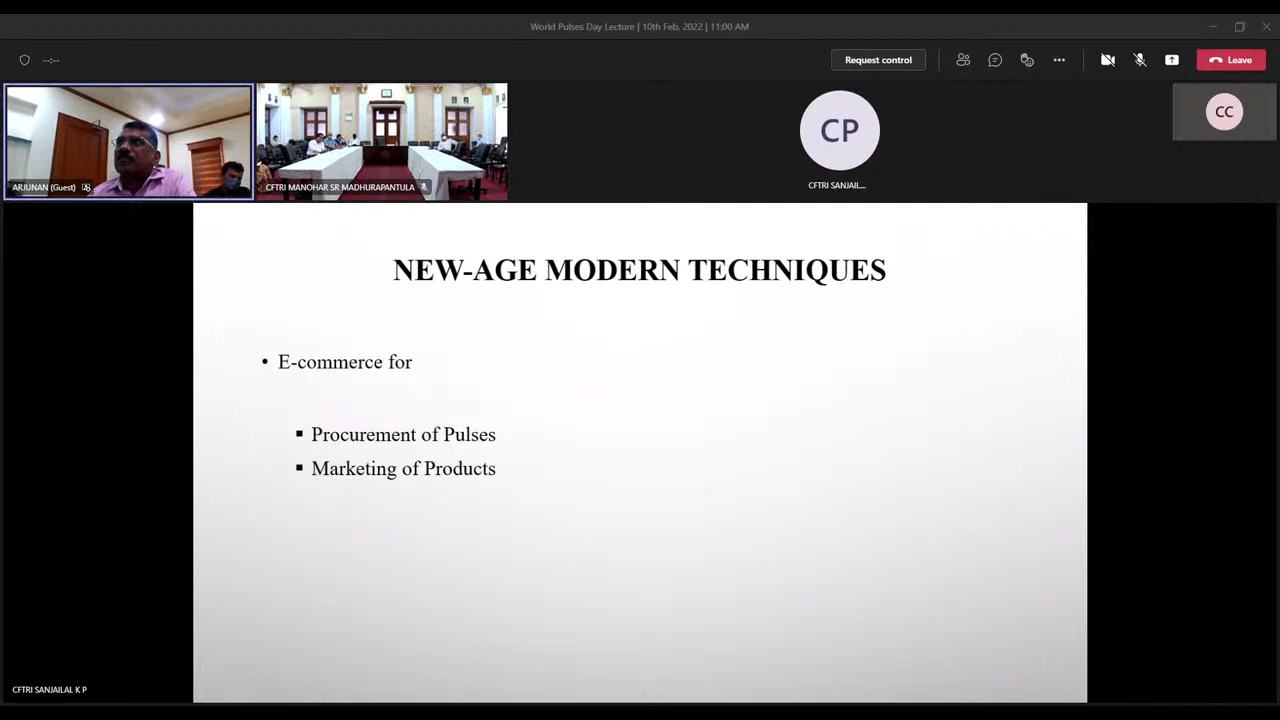 World Pulses Day Lecture | 10th Feb, 2022 | 11:00 AM
--:--
Request control
Leave
ARJUNAN (Guest)
CFTRI MANOHAR SR MADHURAPANTULA
CP
CFTRI SANJAIL...
CC
NEW-AGE MODERN TECHNIQUES
• E-commerce for
▪ Procurement of Pulses
▪ Marketing of Products
CFTRI SANJAILAL K P